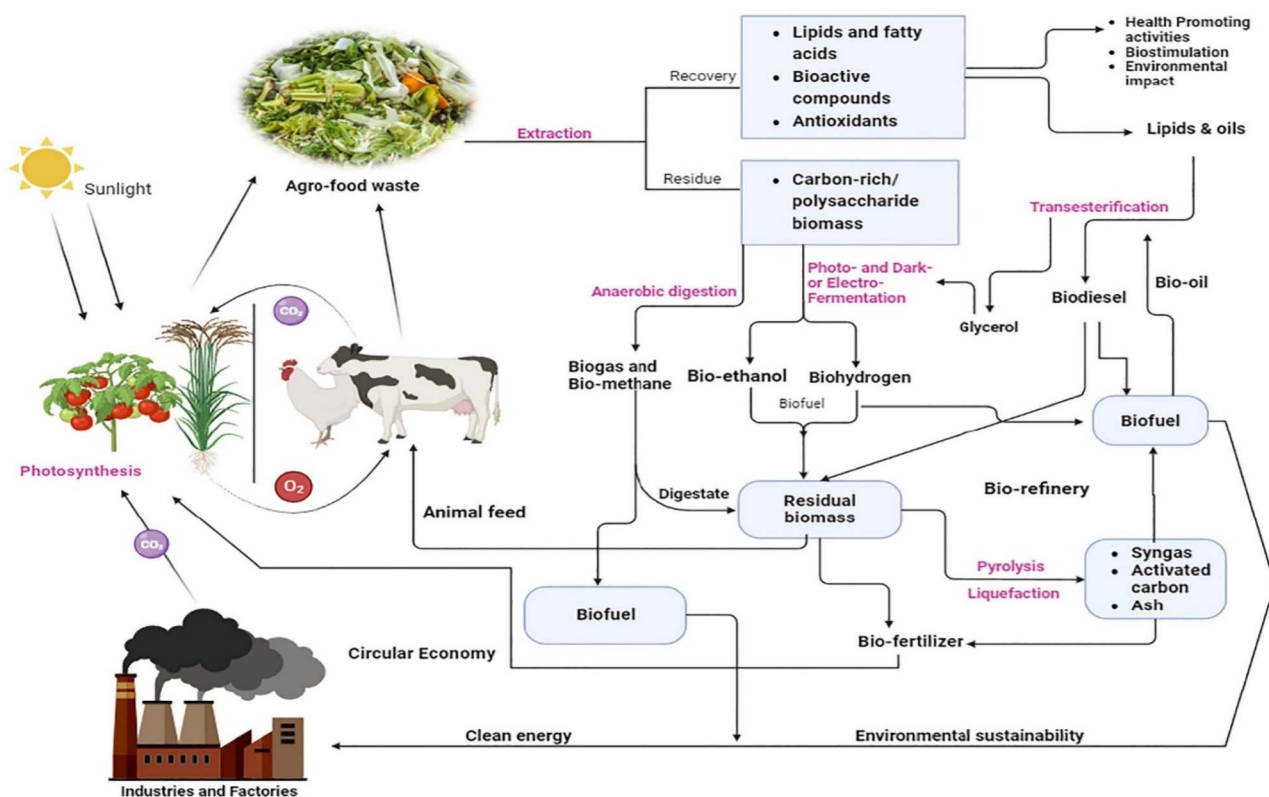 Sunlight
Photosynthesis
CO₂
O₂
CO₂
Industries and Factories
Agro-food waste
Extraction
Recovery
Residue
• Lipids and fatty
acids
• Bioactive
compounds
• Antioxidants
• Carbon-rich/
polysaccharide
biomass
• Health Promoting
activities
• Biostimulation
• Environmental
impact
Lipids & oils
Transesterification
Glycerol
Biodiesel
Bio-oil
Anaerobic digestion
Photo- and Dark-
or Electro-
Fermentation
Biogas and
Bio-methane
Bio-ethanol
Biohydrogen
Biofuel
Biofuel
Bio-refinery
Digestate
Residual
biomass
Animal feed
Pyrolysis
Liquefaction
• Syngas
• Activated
carbon
• Ash
Biofuel
Bio-fertilizer
Circular Economy
Clean energy
Environmental sustainability